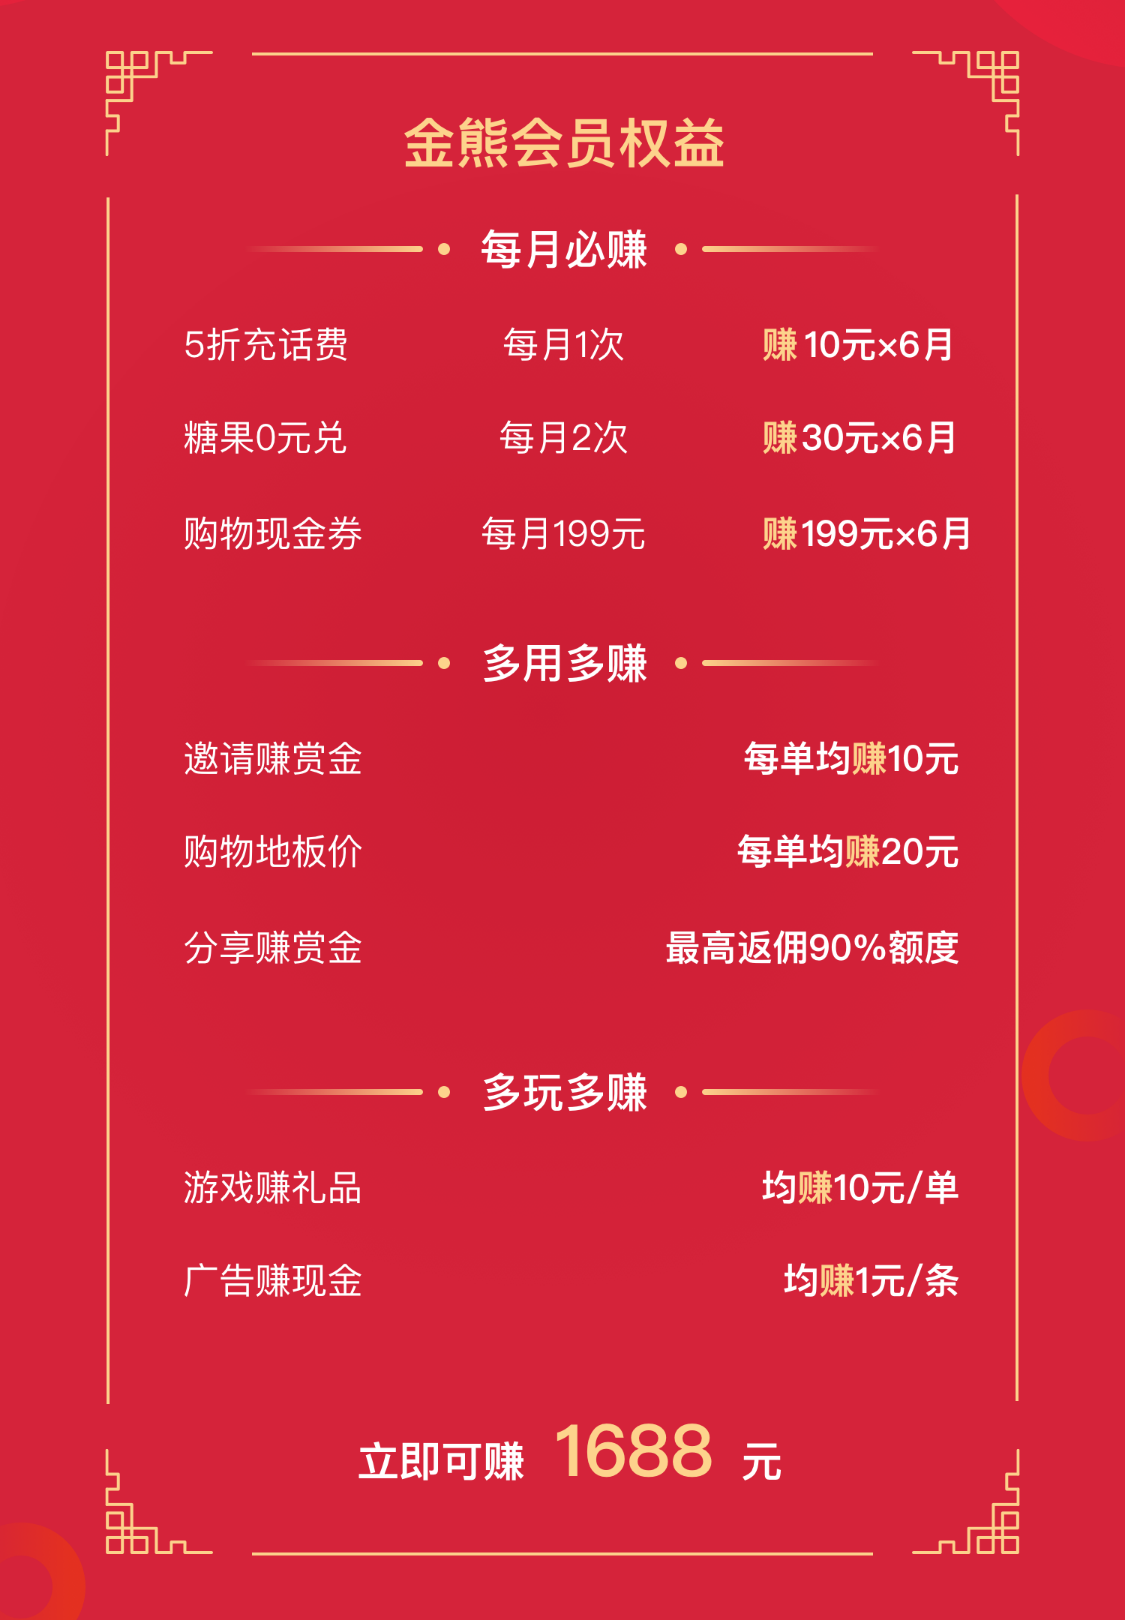 金熊会员权益
每月必赚
5折充话费 每月1次 赚10元×6月
糖果0元兑 每月2次 赚30元×6月
购物现金券 每月199元 赚199元×6月
多用多赚
邀请赚赏金 每单均赚10元
购物地板价 每单均赚20元
分享赚赏金 最高返佣90%额度
多玩多赚
游戏赚礼品 均赚10元/单
广告赚现金 均赚1元/条
立即可赚 1688 元